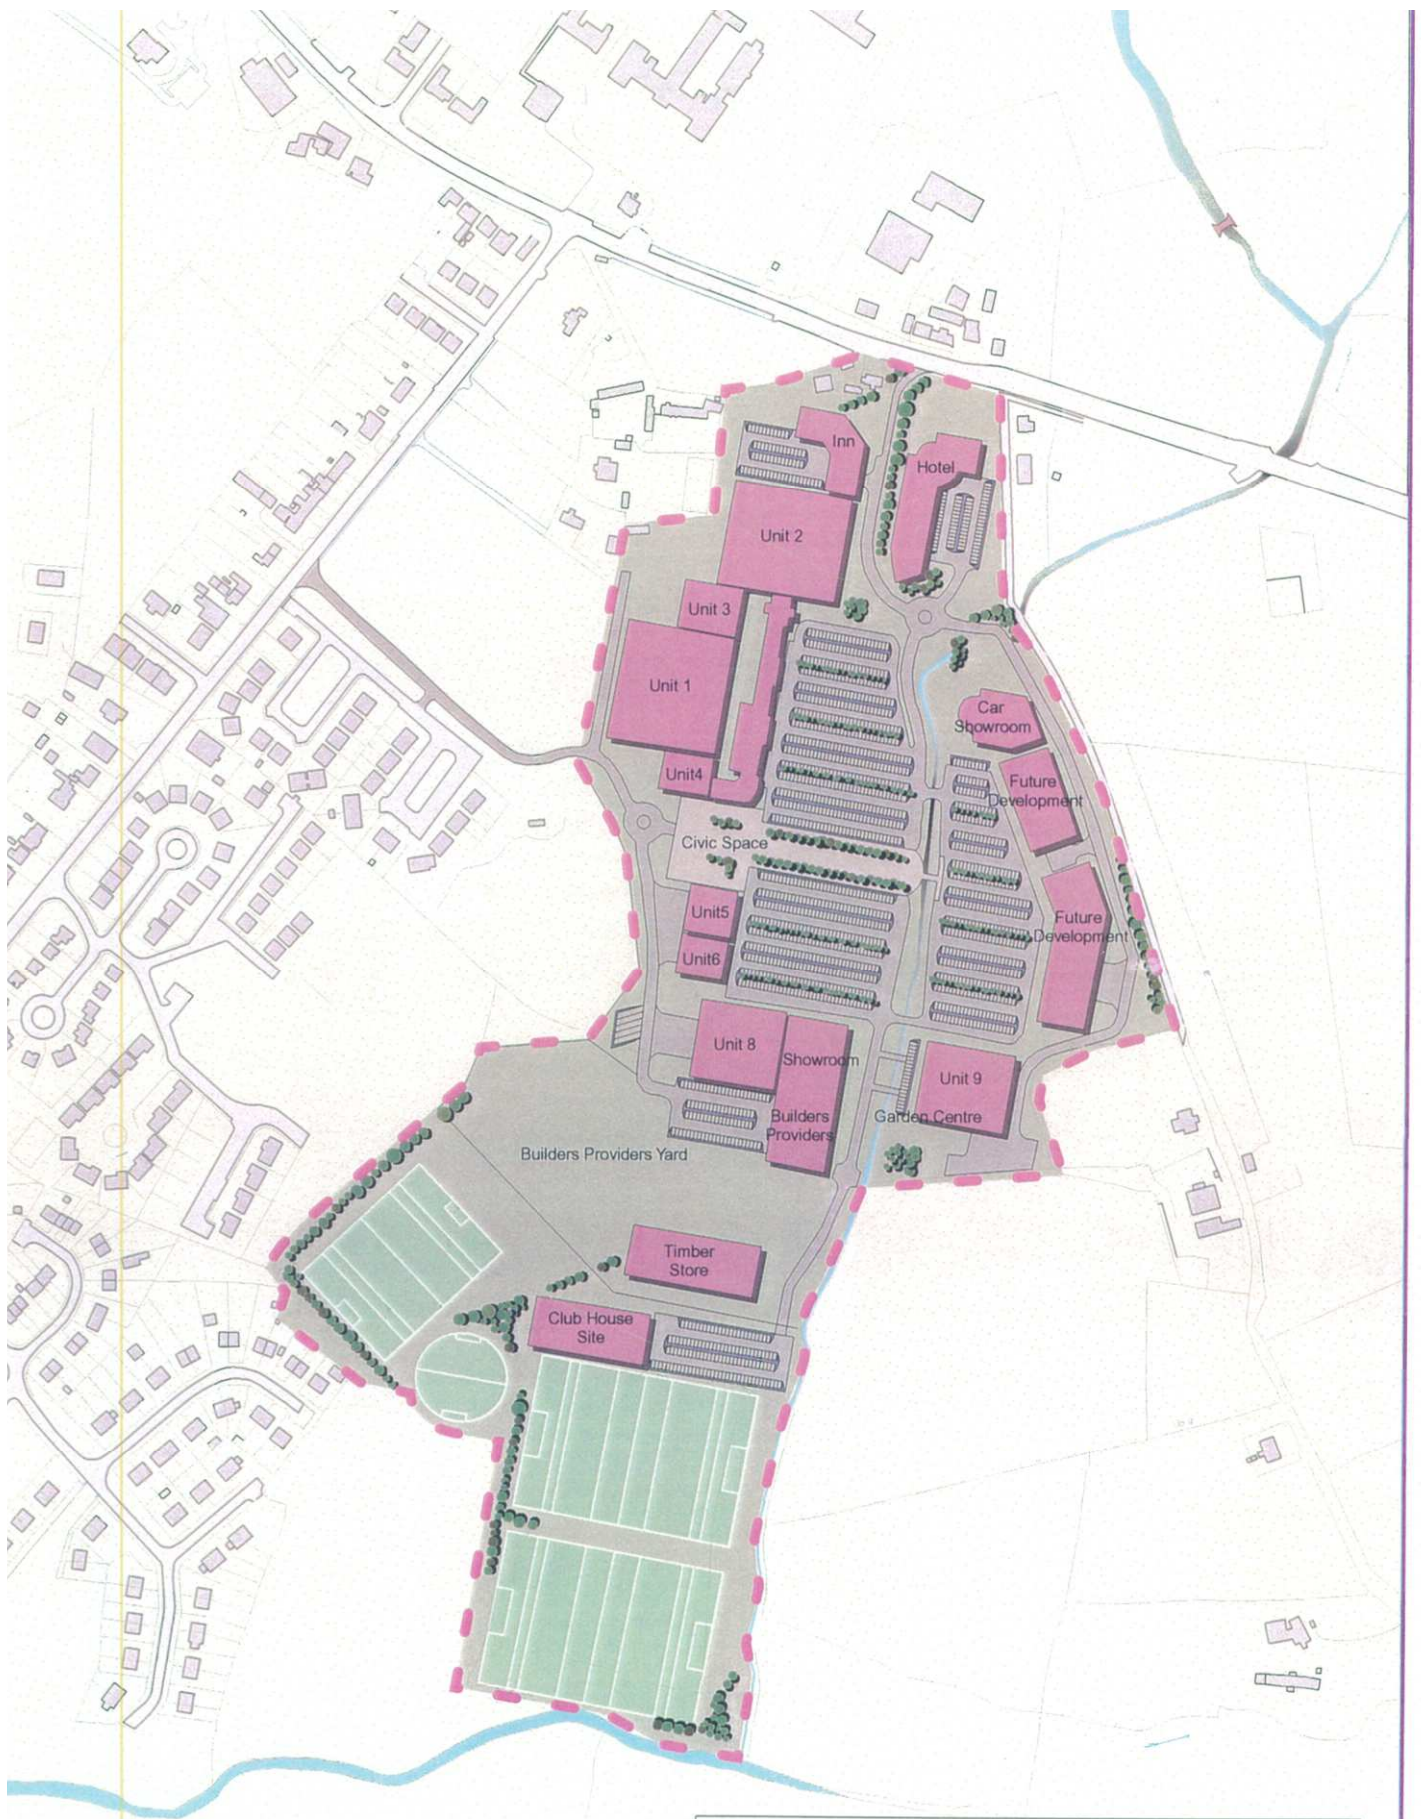 Inn
Hotel
Unit 2
Unit 3
Unit 1
Car
Showroom
Unit4
Future
Development
Civic Space
Unit5
Future
Development
Unit6
Unit 8
Showroom
Unit 9
Builders
Providers
Garden Centre
Builders Providers Yard
Timber
Store
Club House
Site